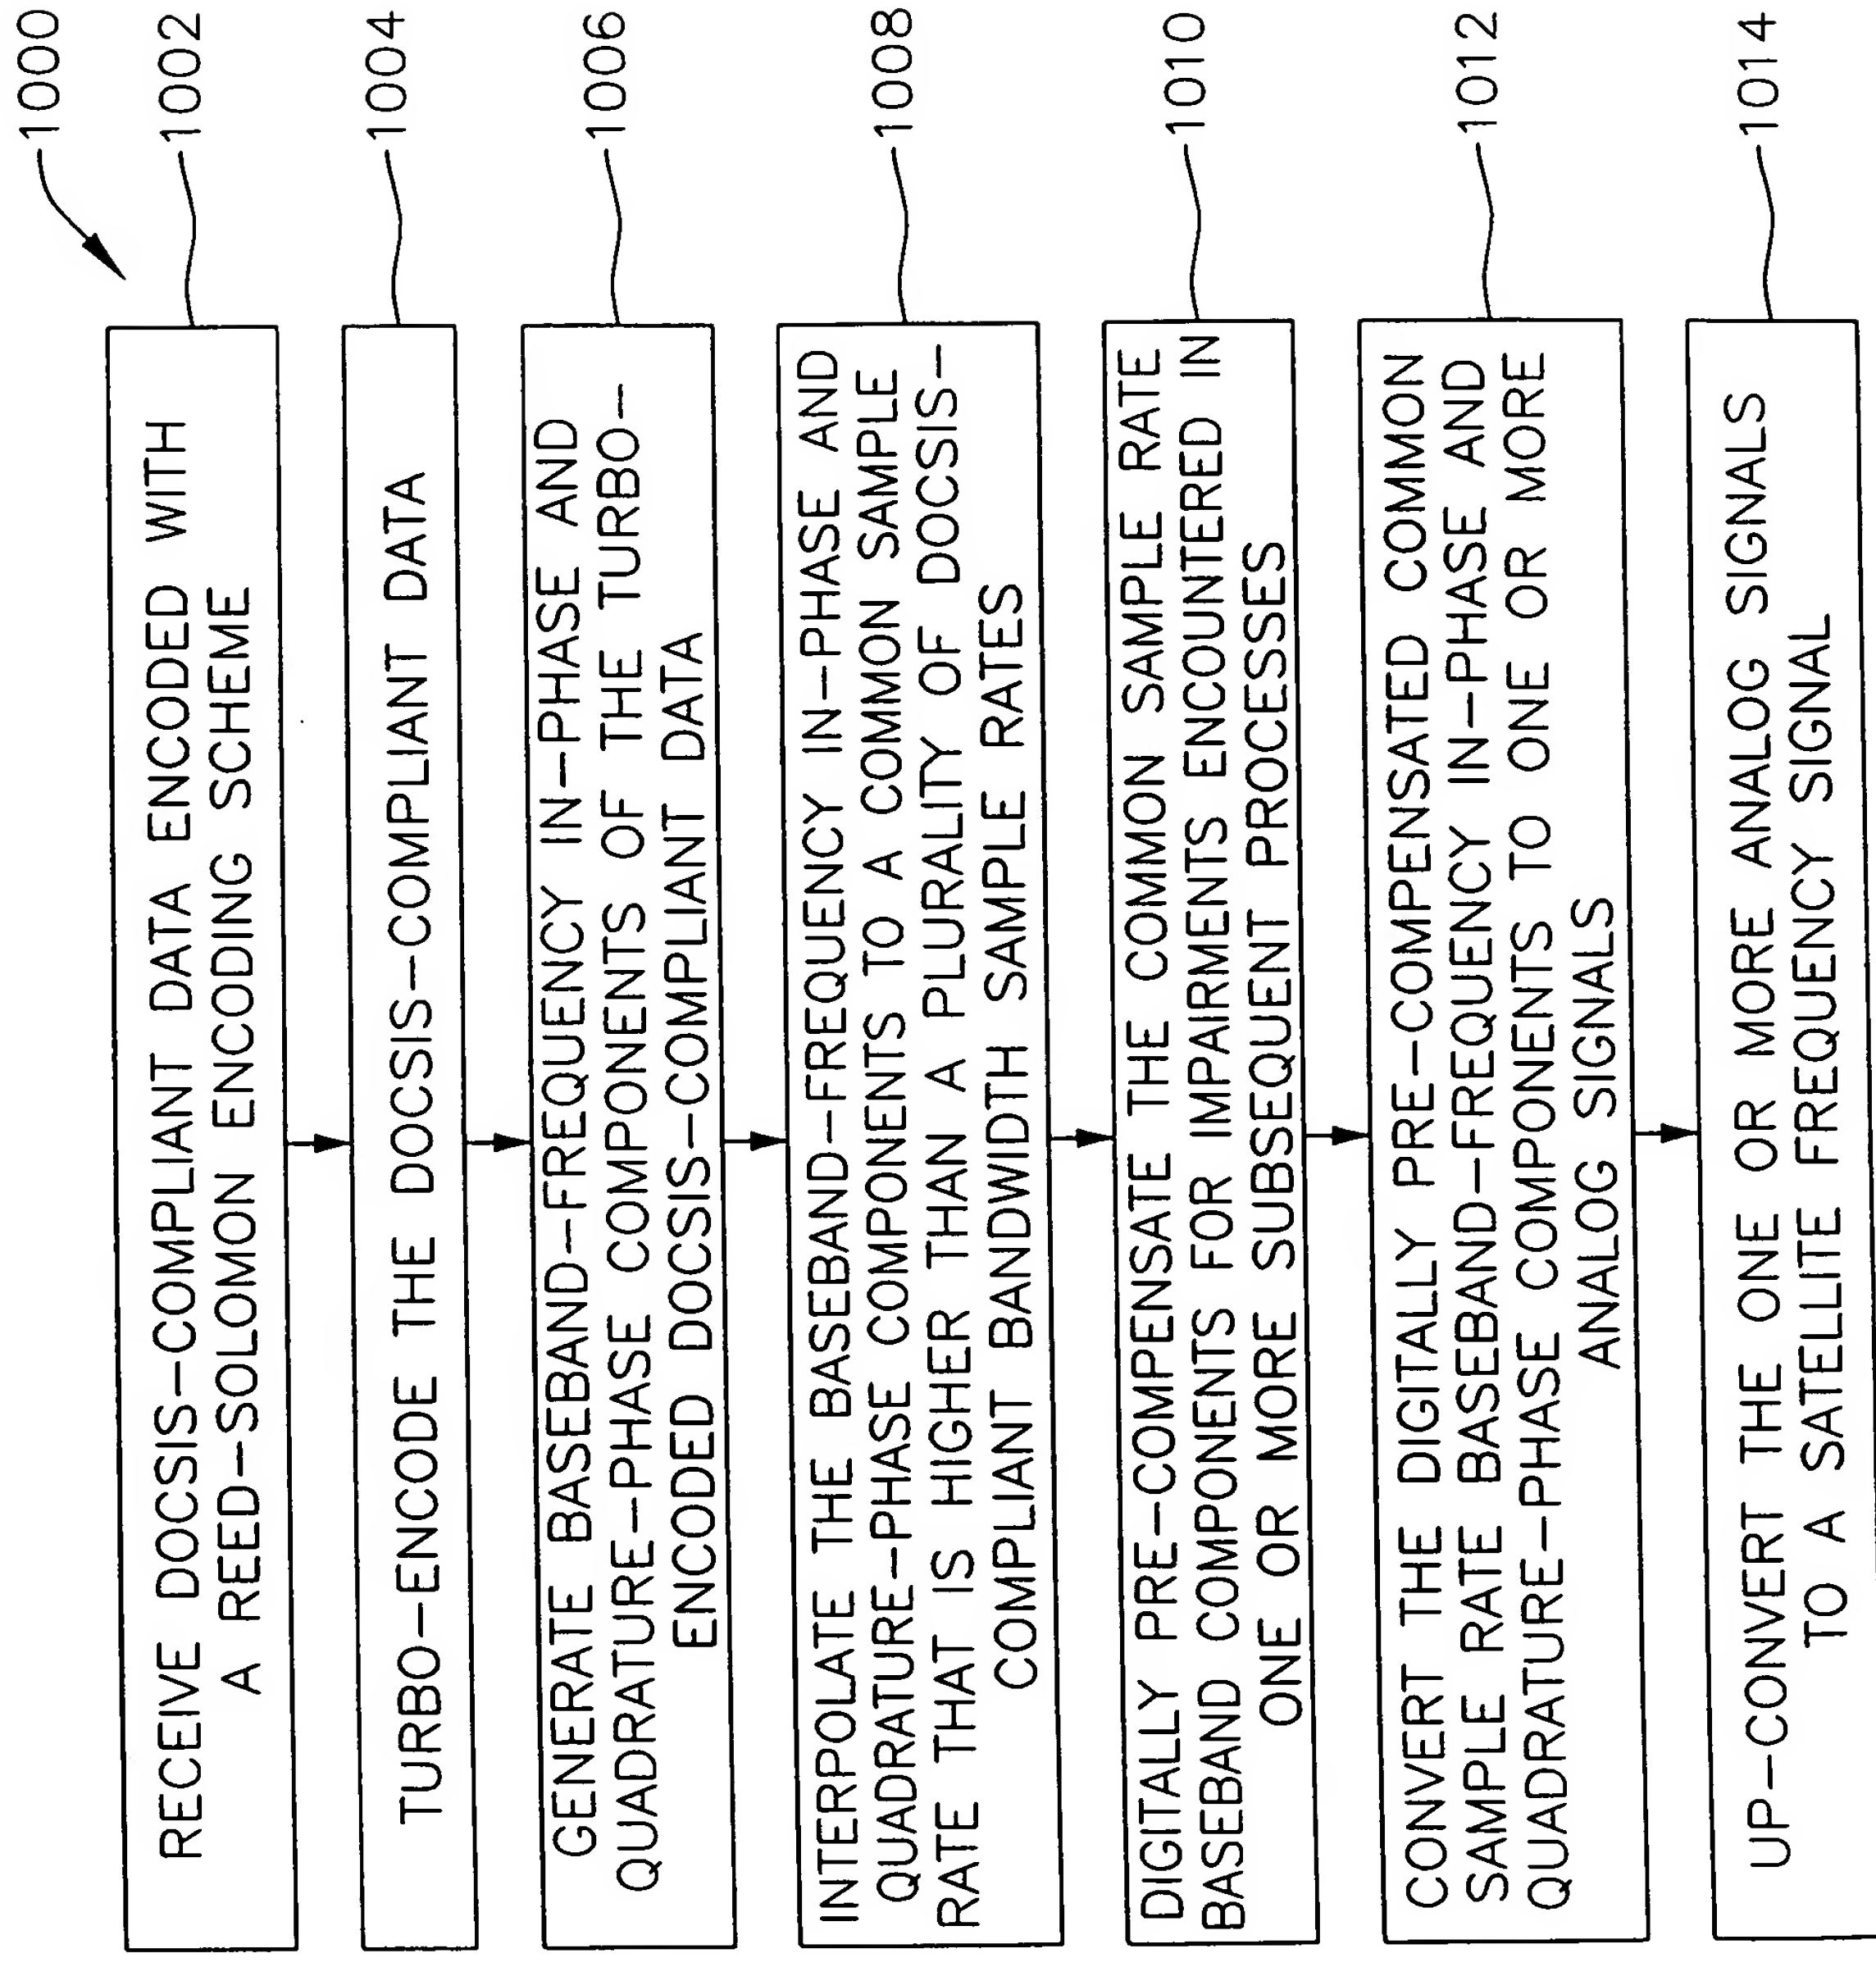 1000
RECEIVE DOCSIS-COMPLIANT DATA ENCODED WITH
A REED-SOLOMON ENCODING SCHEME
1002
TURBO-ENCODE THE DOCSIS-COMPLIANT DATA
1004
GENERATE BASEBAND-FREQUENCY IN-PHASE AND
QUADRATURE-PHASE COMPONENTS OF THE TURBO-
ENCODED DOCSIS-COMPLIANT DATA
1006
INTERPOLATE THE BASEBAND-FREQUENCY IN-PHASE AND
QUADRATURE-PHASE COMPONENTS TO A COMMON SAMPLE
RATE THAT IS HIGHER THAN A PLURALITY OF DOCSIS-
COMPLIANT BANDWIDTH SAMPLE RATES
1008
DIGITALLY PRE-COMPENSATE THE COMMON SAMPLE RATE
BASEBAND COMPONENTS FOR IMPAIRMENTS ENCOUNTERED IN
ONE OR MORE SUBSEQUENT PROCESSES
1010
CONVERT THE DIGITALLY PRE-COMPENSATED COMMON
SAMPLE RATE BASEBAND-FREQUENCY IN-PHASE AND
QUADRATURE-PHASE COMPONENTS TO ONE OR MORE
ANALOG SIGNALS
1012
UP-CONVERT THE ONE OR MORE ANALOG SIGNALS
TO A SATELLITE FREQUENCY SIGNAL
1014